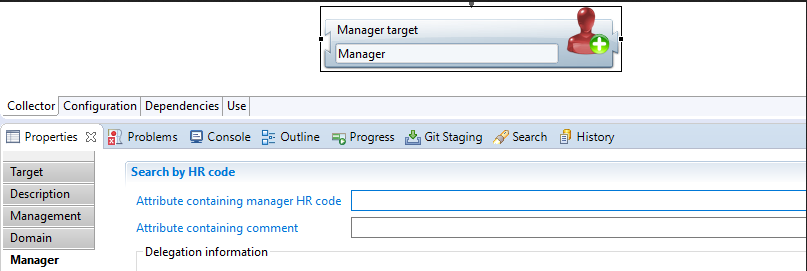 Manager target
Manager
Collector Configuration Dependencies Use
Properties Problems Console Outline Progress Git Staging Search History
Target
Description
Management
Domain
Manager
Search by HR code
Attribute containing manager HR code
Attribute containing comment
Delegation information